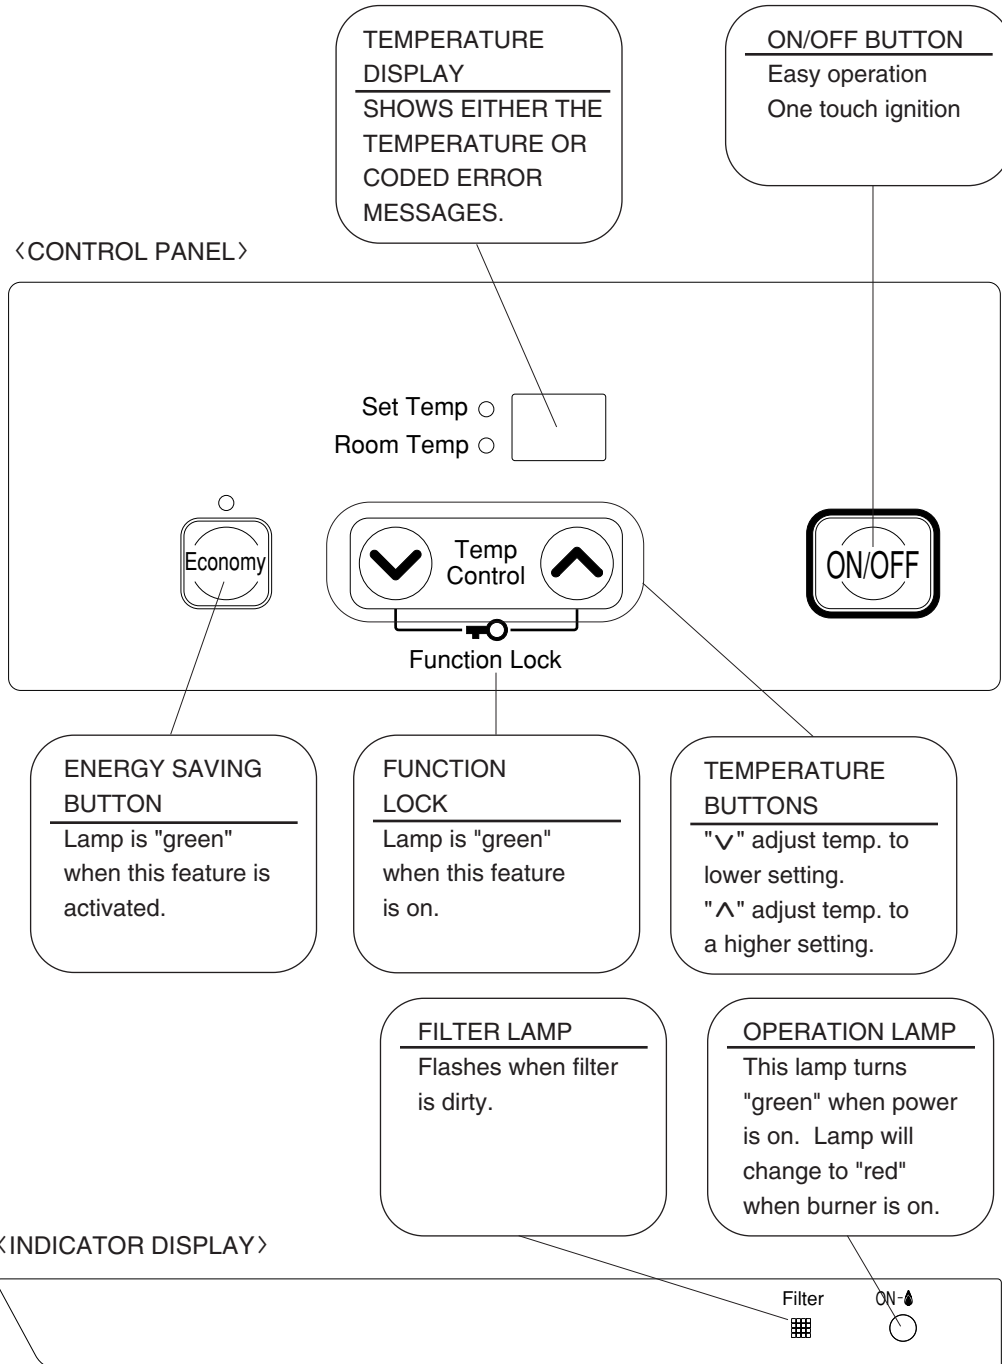 TEMPERATURE
DISPLAY
SHOWS EITHER THE
TEMPERATURE OR
CODED ERROR
MESSAGES.
ON/OFF BUTTON
Easy operation
One touch ignition
〈CONTROL PANEL〉
Set Temp
Room Temp
Economy
Temp
Control
ON/OFF
Function Lock
ENERGY SAVING
BUTTON
Lamp is "green"
when this feature is
activated.
FUNCTION
LOCK
Lamp is "green"
when this feature
is on.
TEMPERATURE
BUTTONS
"∨" adjust temp. to
lower setting.
"∧" adjust temp. to
a higher setting.
FILTER LAMP
Flashes when filter
is dirty.
OPERATION LAMP
This lamp turns
"green" when power
is on. Lamp will
change to "red"
when burner is on.
〈INDICATOR DISPLAY〉
Filter
ON-